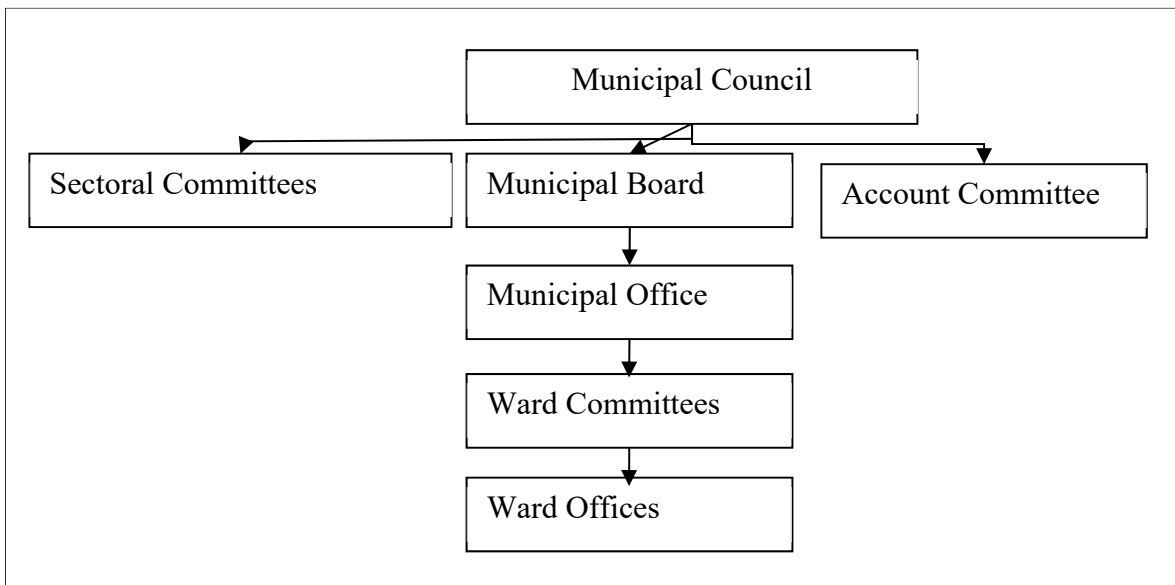 Municipal Council
Sectoral Committees
Municipal Board
Account Committee
Municipal Office
Ward Committees
Ward Offices